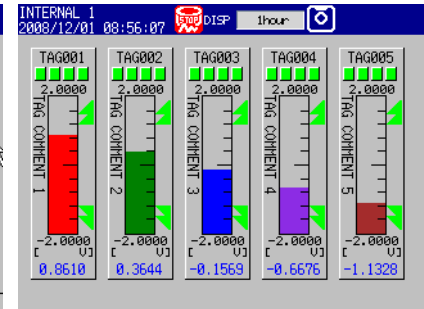 INTERNAL 1
2008/12/01 08:56:07 STOP DISP 1hour
TAG001 TAG002 TAG003 TAG004 TAG005
2.0000 2.0000 2.0000 2.0000 2.0000
TAG COMMENT 1 TAG COMMENT 2 TAG COMMENT 3 TAG COMMENT 4 TAG COMMENT 5
-2.0000 -2.0000 -2.0000 -2.0000 -2.0000
[ V] [ V] [ V] [ V] [ V]
0.8610 0.3644 -0.1569 -0.6676 -1.1328